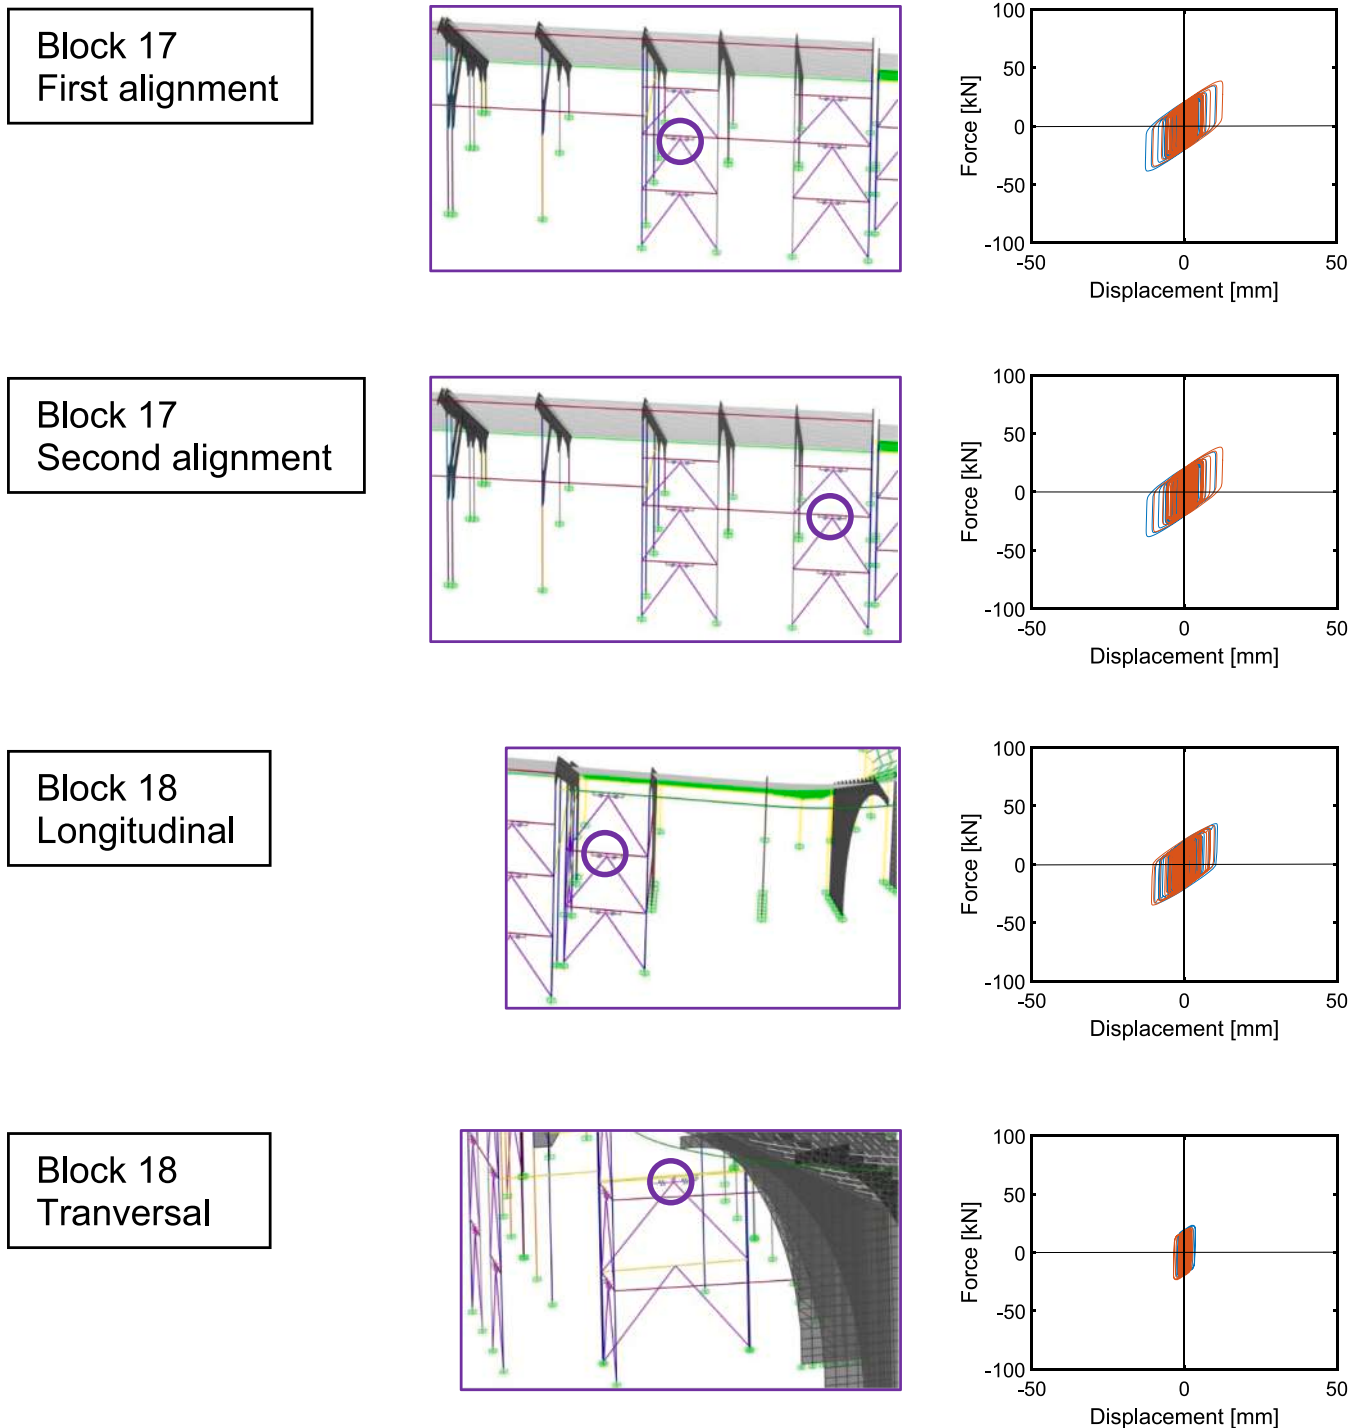 Block 17
First alignment
100
50
0
-50
-100
-50
0
50
Force [kN]
Displacement [mm]
Block 17
Second alignment
100
50
0
-50
-100
-50
0
50
Force [kN]
Displacement [mm]
Block 18
Longitudinal
100
50
0
-50
-100
-50
0
50
Force [kN]
Displacement [mm]
Block 18
Tranversal
100
50
0
-50
-100
-50
0
50
Force [kN]
Displacement [mm]